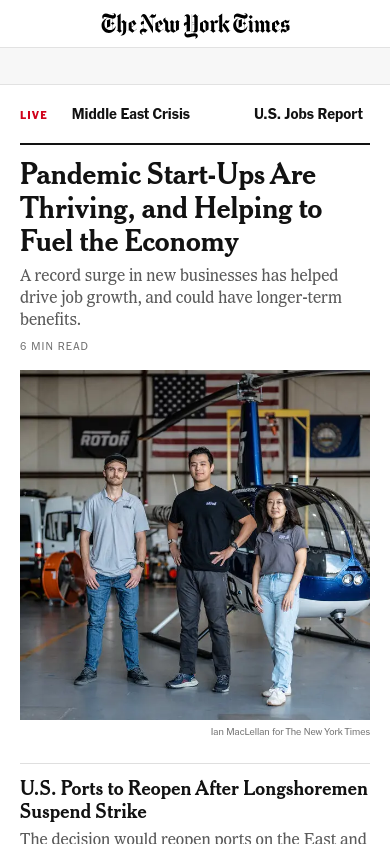 The New York Times
LIVE Middle East Crisis U.S. Jobs Report
Pandemic Start-Ups Are
Thriving, and Helping to
Fuel the Economy
A record surge in new businesses has helped
drive job growth, and could have longer-term
benefits.
6 MIN READ
ROTOR
Ian MacLellan for The New York Times
U.S. Ports to Reopen After Longshoremen
Suspend Strike
The decision would reopen ports on the East and